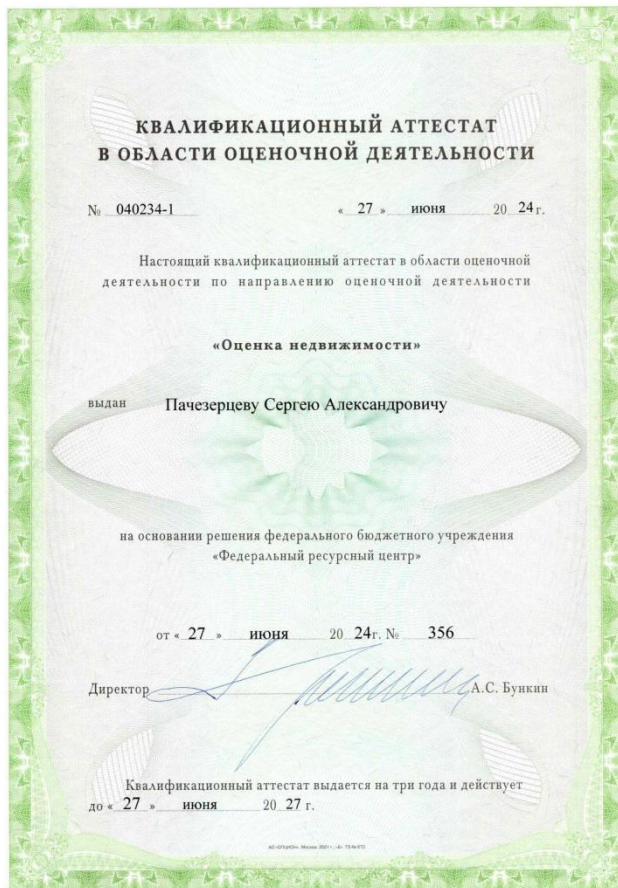 КВАЛИФИКАЦИОННЫЙ АТТЕСТАТ
В ОБЛАСТИ ОЦЕНОЧНОЙ ДЕЯТЕЛЬНОСТИ
№ 040234-1 « 27 » июня 20 24 г.
Настоящий квалификационный аттестат в области оценочной
деятельности по направлению оценочной деятельности
«Оценка недвижимости»
выдан Пачезерцеву Сергею Александровичу
на основании решения федерального бюджетного учреждения
«Федеральный ресурсный центр»
от « 27 » июня 20 24 г. № 356
Директор А.С. Бункин
Квалификационный аттестат выдается на три года и действует
до « 27 » июня 20 27 г.